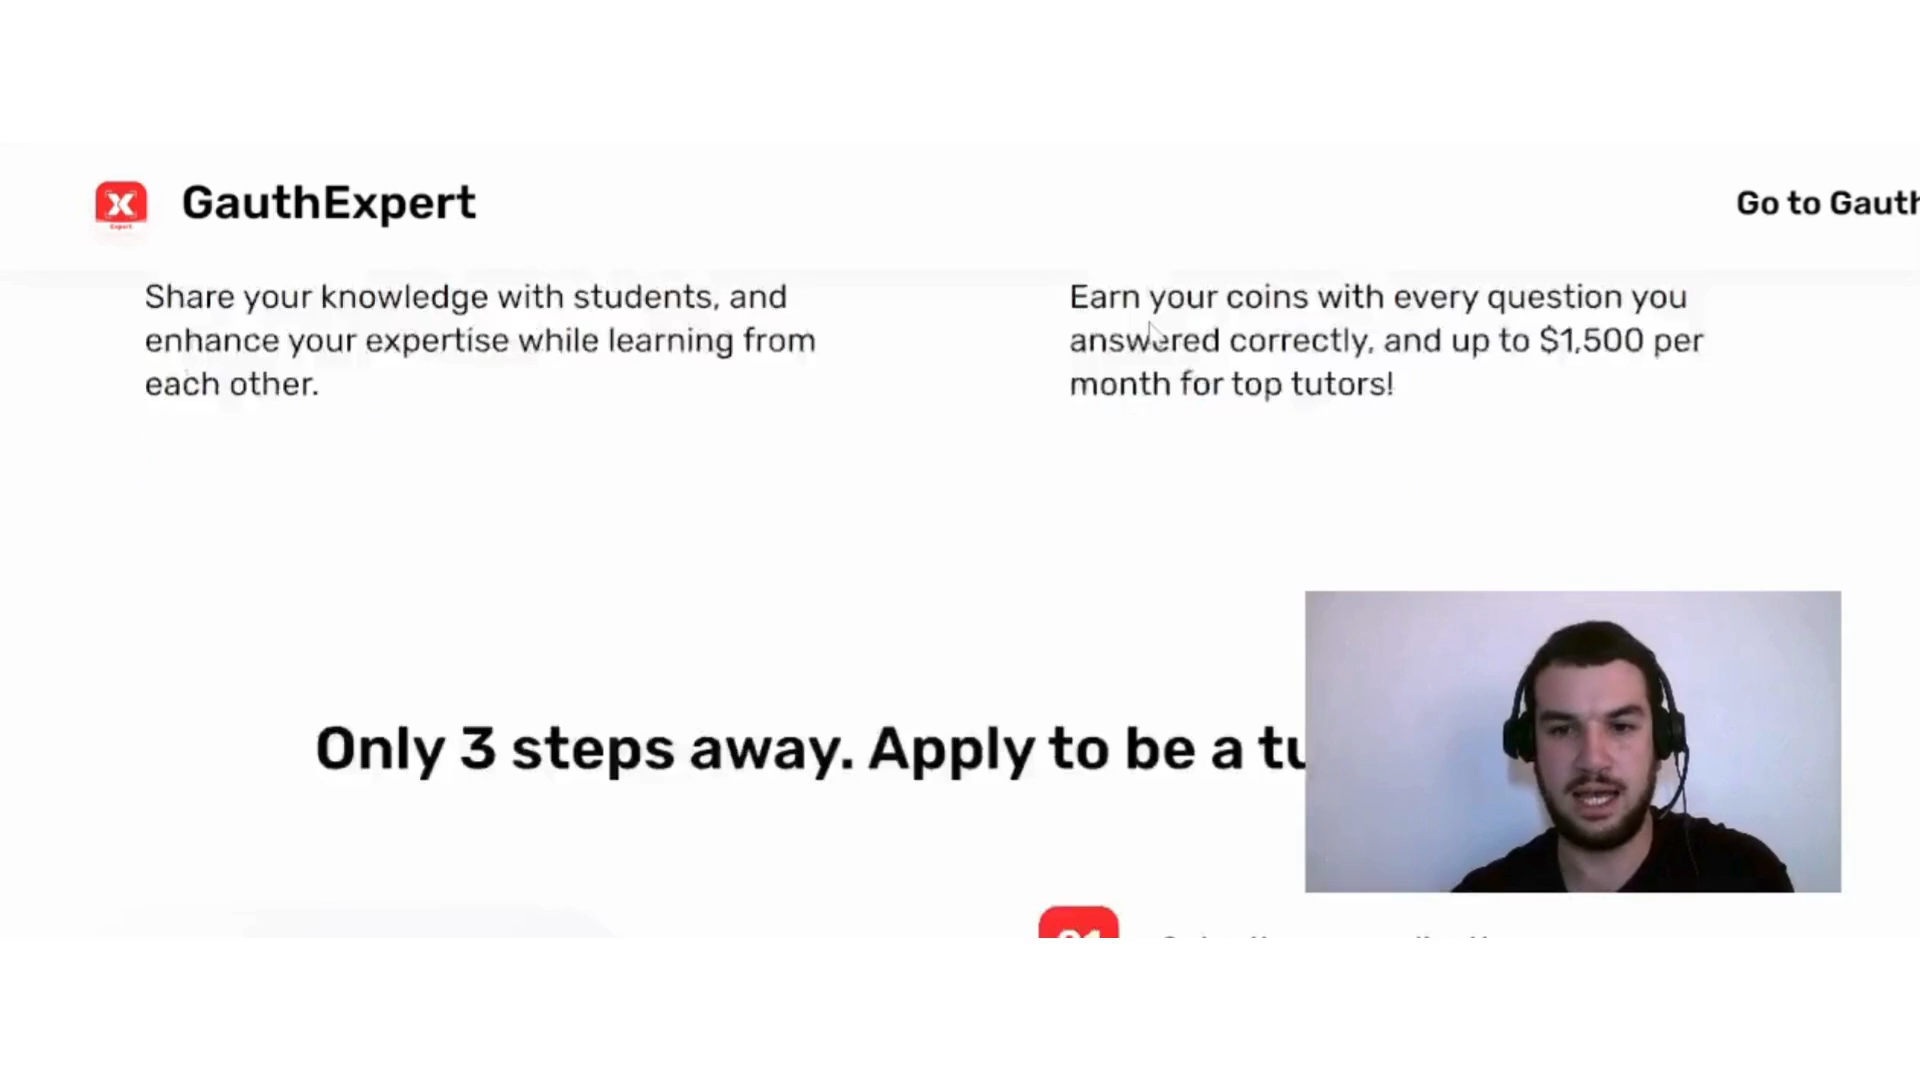 GauthExpert
Go to Gauth
Expert
Share your knowledge with students, and
enhance your expertise while learning from
each other.
Earn your coins with every question you
answered correctly, and up to $1,500 per
month for top tutors!
Only 3 steps away. Apply to be a tu